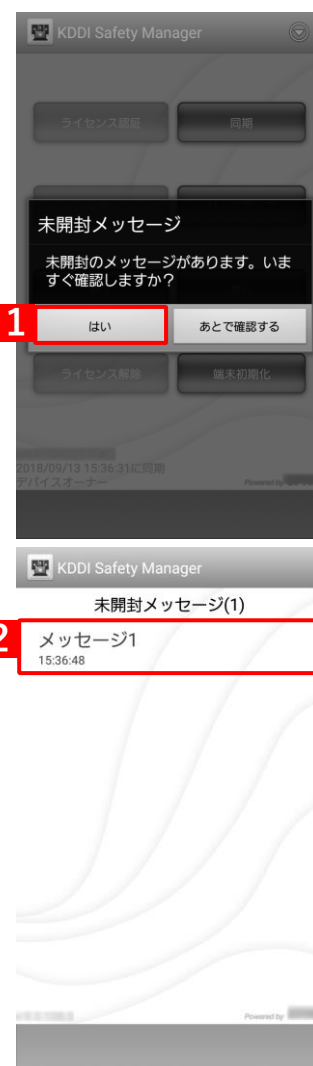 KDDI Safety Manager
ライセンス認証
同期
未開封メッセージ
未開封のメッセージがあります。いま
すぐ確認しますか？
1
はい
あとで確認する
ライセンス解除
端末初期化
2018/09/13 15:36:31に同期
デバイスオーナー
Powered by
KDDI Safety Manager
未開封メッセージ(1)
2
メッセージ1
15:36:48
Powered by